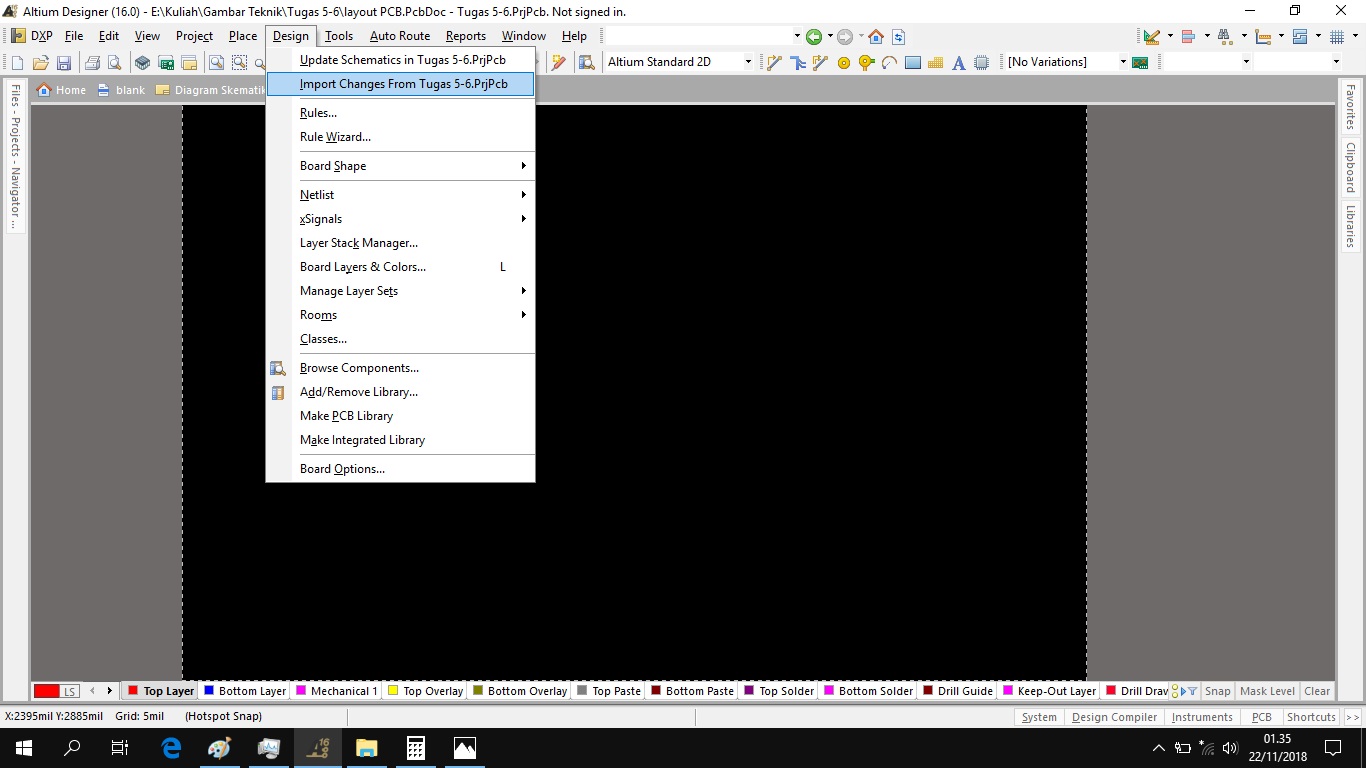 Altium Designer (16.0) - E:\Kuliah\Gambar Teknik\Tugas 5-6\layout PCB.PcbDoc - Tugas 5-6.PrjPcb. Not signed in.
DXP File Edit View Project Place Design Tools Auto Route Reports Window Help
Altium Standard 2D [No Variations]
Home blank Diagram Skematik
Update Schematics in Tugas 5-6.PrjPcb
Import Changes From Tugas 5-6.PrjPcb
Rules...
Rule Wizard...
Board Shape
Netlist
xSignals
Layer Stack Manager...
Board Layers & Colors... L
Manage Layer Sets
Rooms
Classes...
Browse Components...
Add/Remove Library...
Make PCB Library
Make Integrated Library
Board Options...
Files - Projects - Navigator ...
Favorites
Clipboard
Libraries
LS Top Layer Bottom Layer Mechanical 1 Top Overlay Bottom Overlay Top Paste Bottom Paste Top Solder Bottom Solder Drill Guide Keep-Out Layer Drill Draw Snap Mask Level Clear
X:2395mil Y:2885mil Grid: 5mil (Hotspot Snap) System Design Compiler Instruments PCB Shortcuts >>
01.35
22/11/2018